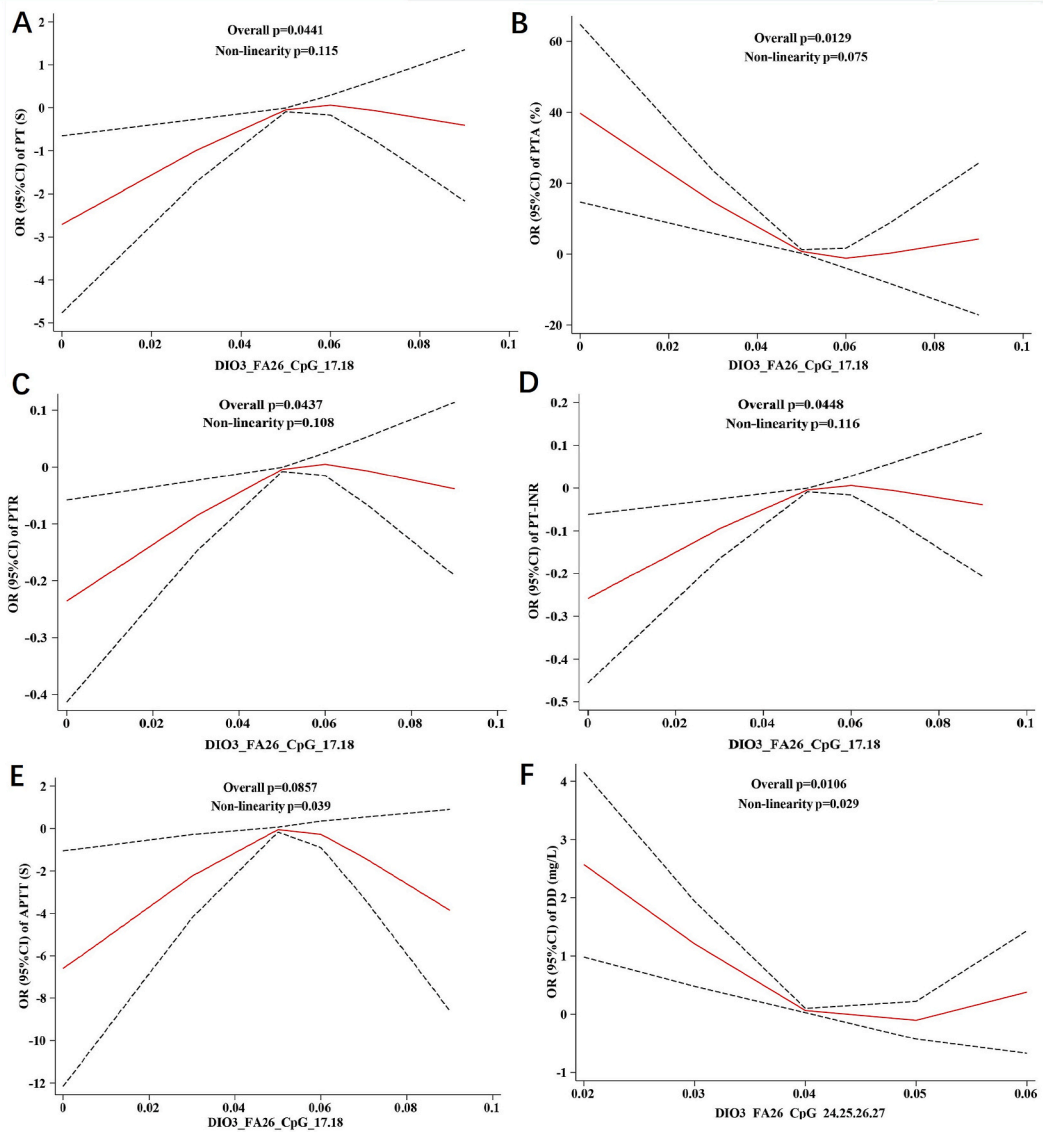 A
Overall p=0.0441
Non-linearity p=0.115
OR (95%CI) of PT (S)
2
1
0
-1
-2
-3
-4
-5
0
0.02
0.04
0.06
0.08
0.1
DIO3_FA26_CpG_17.18
B
Overall p=0.0129
Non-linearity p=0.075
OR (95%CI) of PTA (%)
60
40
20
0
-20
0
0.02
0.04
0.06
0.08
0.1
DIO3_FA26_CpG_17.18
C
Overall p=0.0437
Non-linearity p=0.108
OR (95%CI) of PTR
0.1
0
-0.1
-0.2
-0.3
-0.4
0
0.02
0.04
0.06
0.08
0.1
DIO3_FA26_CpG_17.18
D
Overall p=0.0448
Non-linearity p=0.116
OR (95%CI) of PT-INR
0.2
0.1
0
-0.1
-0.2
-0.3
-0.4
-0.5
0
0.02
0.04
0.06
0.08
0.1
DIO3_FA26_CpG_17.18
E
Overall p=0.0857
Non-linearity p=0.039
OR (95%CI) of APTT (S)
2
0
-2
-4
-6
-8
-10
-12
0
0.02
0.04
0.06
0.08
0.1
DIO3_FA26_CpG_17.18
F
Overall p=0.0106
Non-linearity p=0.029
OR (95%CI) of DD (mg/L)
4
3
2
1
0
-1
0.02
0.03
0.04
0.05
0.06
DIO3_FA26_CpG_24.25.26.27